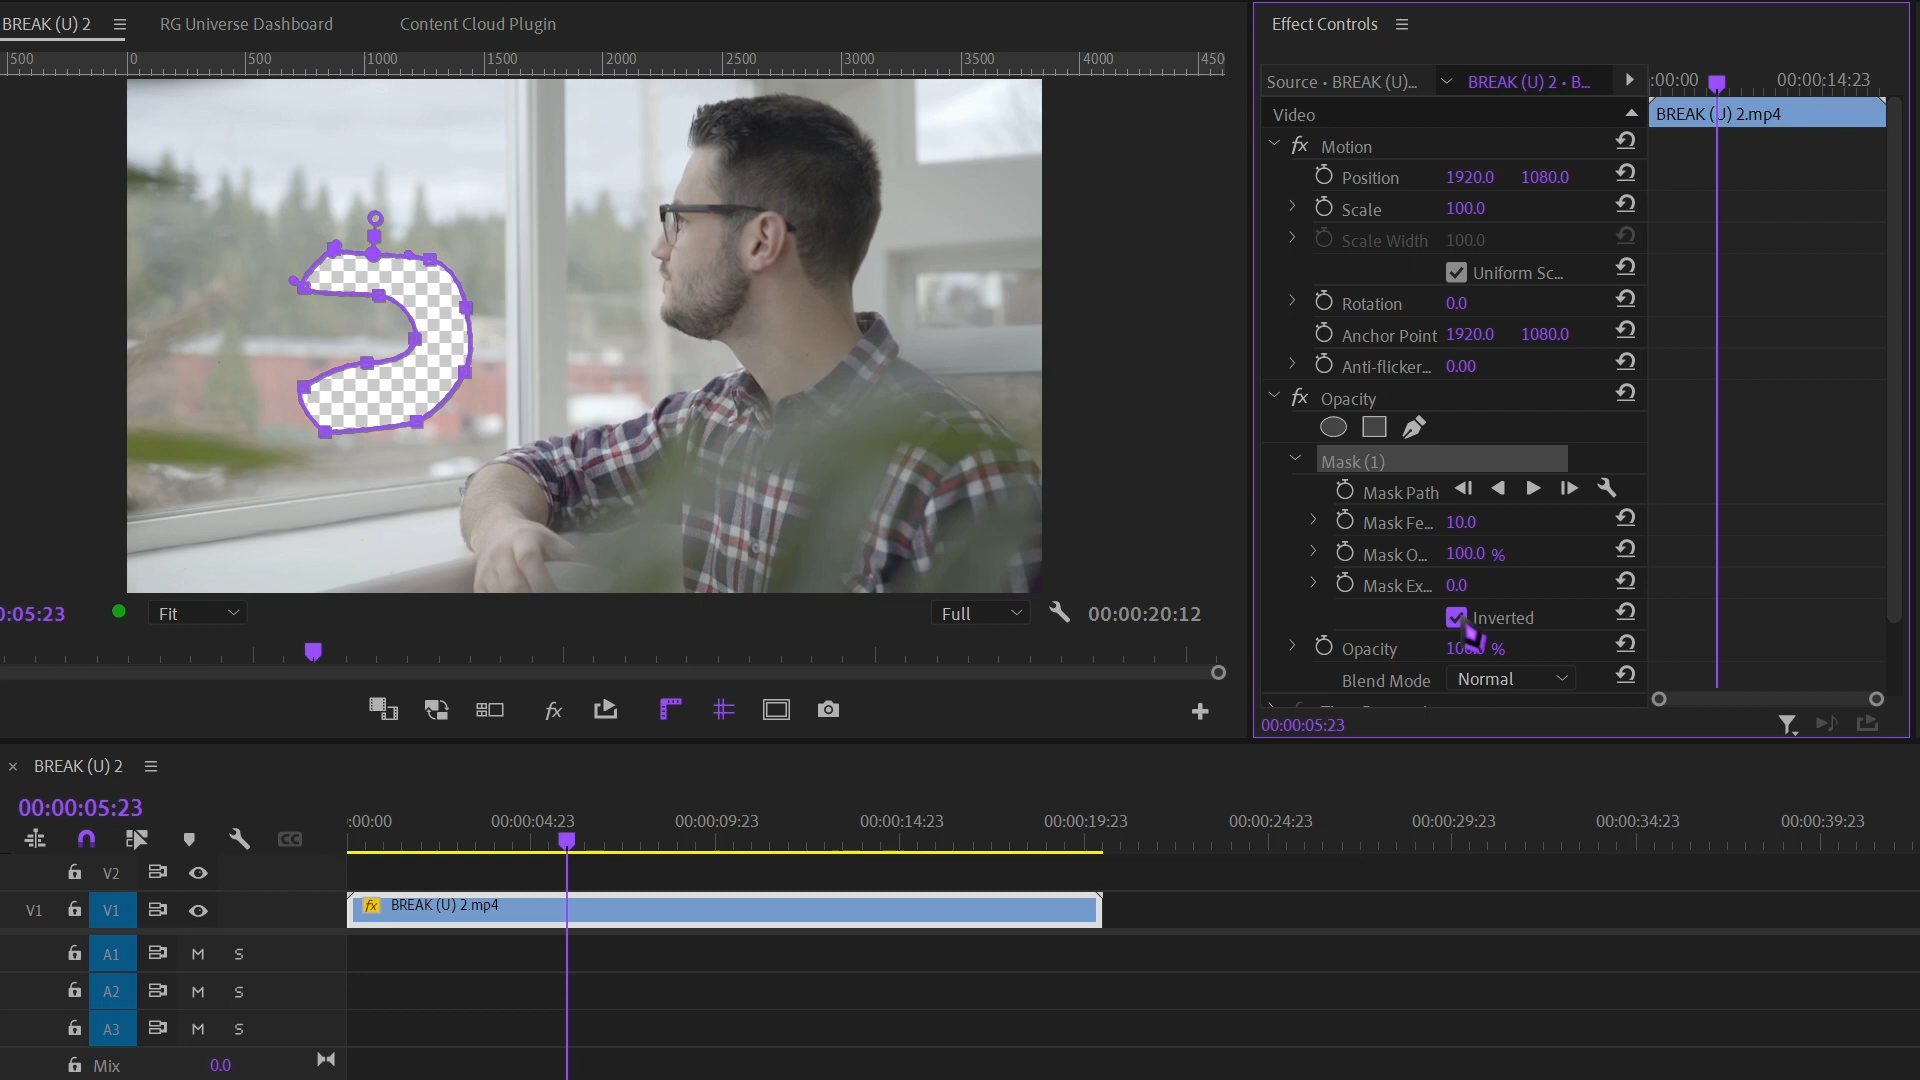 BREAK (U) 2
RG Universe Dashboard
Content Cloud Plugin
500 0 500 1000 1500 2000 2500 3000 3500 4000 450
0:05:23
Fit
Full
00:00:20:12
fx
Effect Controls
Source • BREAK (U)...
BREAK (U) 2 • B...
:00:00
00:00:14:23
Video
BREAK (U) 2.mp4
fx Motion
Position 1920.0 1080.0
Scale 100.0
Scale Width 100.0
Uniform Sc...
Rotation 0.0
Anchor Point 1920.0 1080.0
Anti-flicker... 0.00
fx Opacity
Mask (1)
Mask Path
Mask Fe... 10.0
Mask O... 100.0 %
Mask Ex... 0.0
Inverted
Opacity 100.0 %
Blend Mode Normal
00:00:05:23
× BREAK (U) 2
00:00:05:23
CC
:00:00 00:00:04:23 00:00:09:23 00:00:14:23 00:00:19:23 00:00:24:23 00:00:29:23 00:00:34:23 00:00:39:23
V2
V1 V1
fx BREAK (U) 2.mp4
A1 M S
A2 M S
A3 M S
Mix 0.0